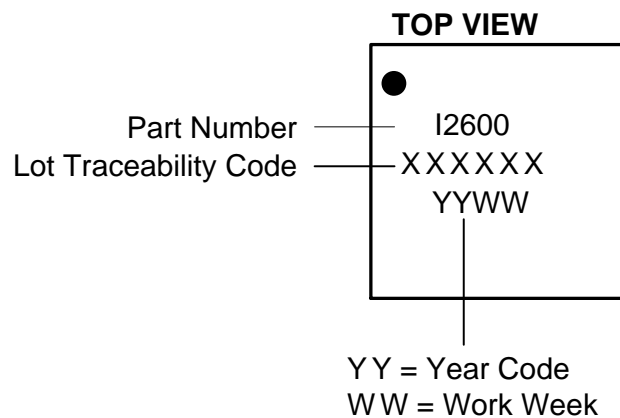 TOP VIEW
Part Number
I2600
Lot Traceability Code
XXXXXX
YYWW
YY = Year Code
WW = Work Week